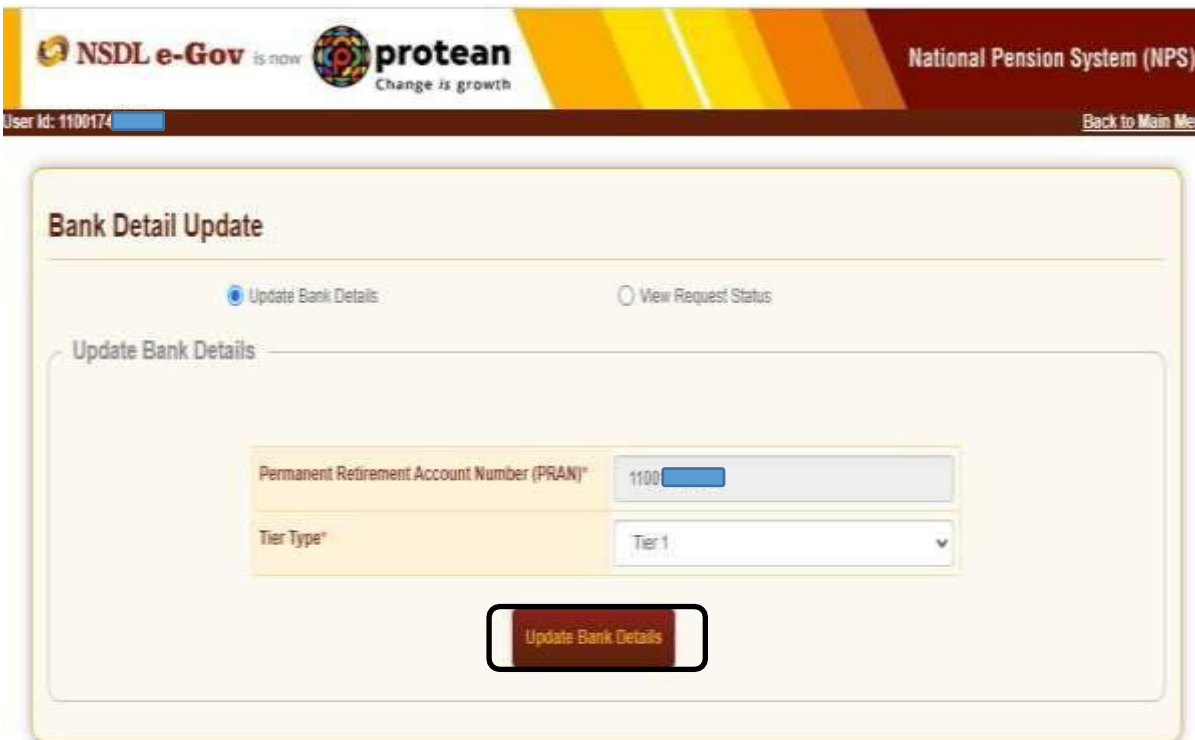 NSDL e-Gov is now protean
Change is growth
National Pension System (NPS)
User Id: 1100174
Back to Main Me
Bank Detail Update
Update Bank Details
View Request Status
Update Bank Details
Permanent Retirement Account Number (PRAN)*
1100
Tier Type*
Tier 1
Update Bank Details